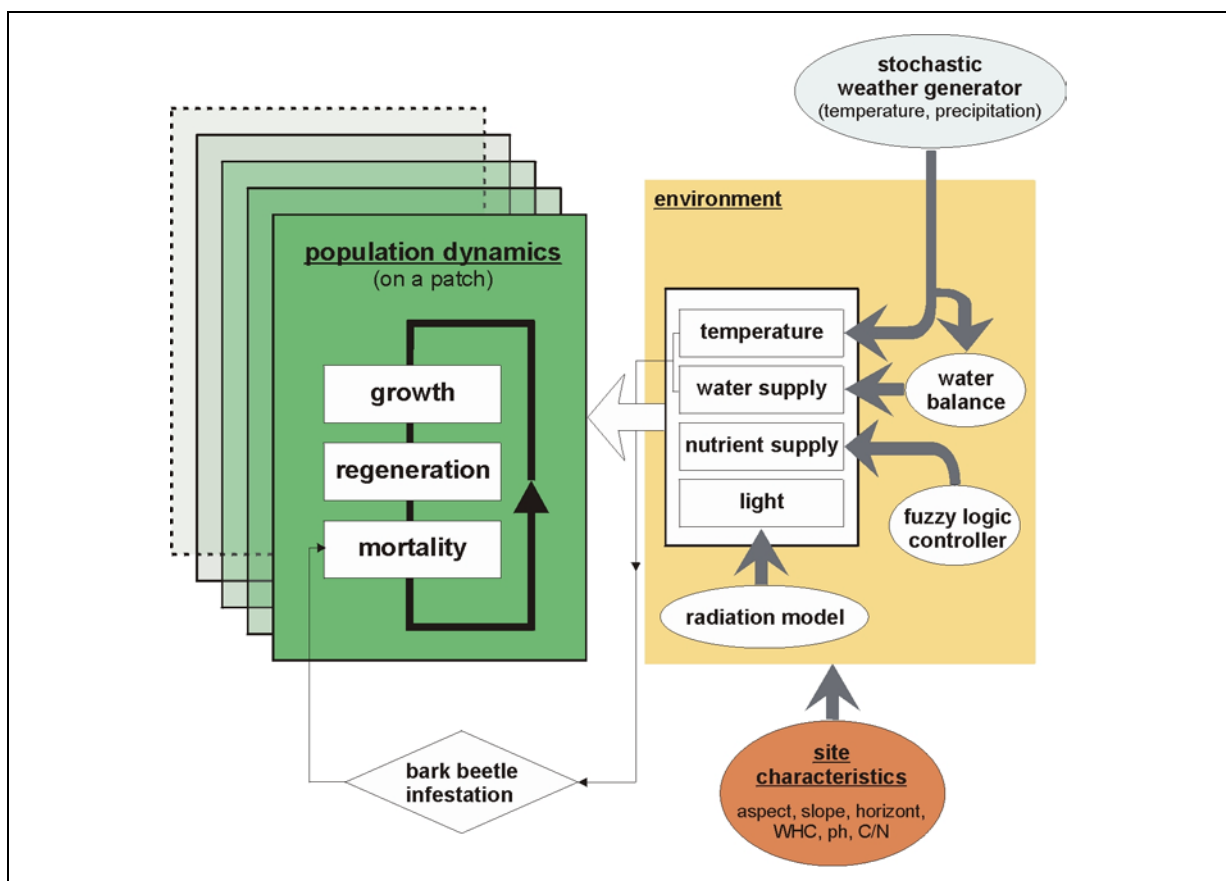 stochastic
weather generator
(temperature, precipitation)
environment
population dynamics
(on a patch)
growth
regeneration
mortality
temperature
water supply
nutrient supply
light
water
balance
fuzzy logic
controller
radiation model
bark beetle
infestation
site
characteristics
aspect, slope, horizont,
WHC, ph, C/N